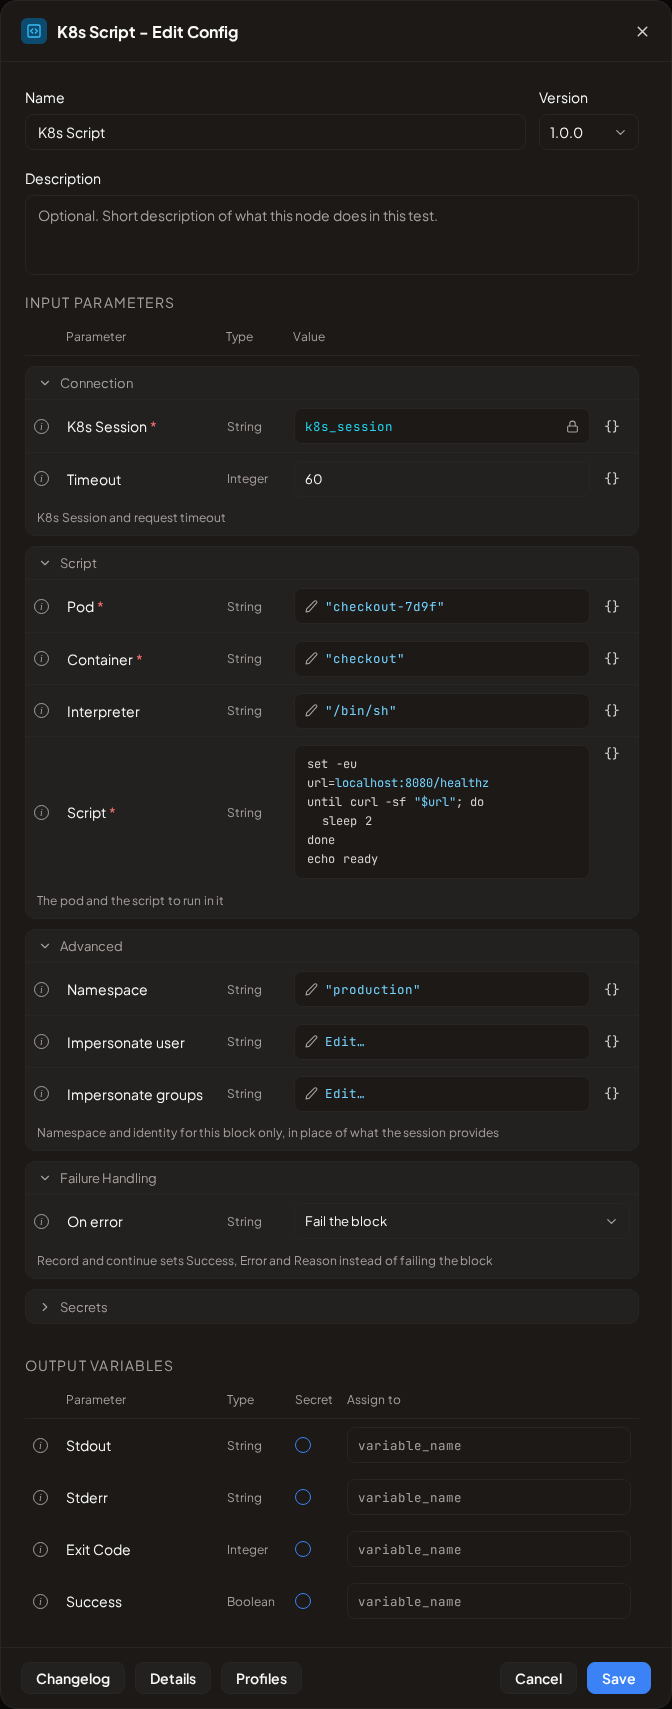 K8s Script - Edit Config
Name
Version
K8s Script
1.0.0
Description
Optional. Short description of what this node does in this test.
INPUT PARAMETERS
Parameter Type Value
Connection
K8s Session * String k8s_session {}
Timeout Integer 60 {}
K8s Session and request timeout
Script
Pod * String "checkout-7d9f" {}
Container * String "checkout" {}
Interpreter String "/bin/sh" {}
Script * String {}
set -eu
url=localhost:8080/healthz
until curl -sf "$url"; do
  sleep 2
done
echo ready
The pod and the script to run in it
Advanced
Namespace String "production" {}
Impersonate user String Edit… {}
Impersonate groups String Edit… {}
Namespace and identity for this block only, in place of what the session provides
Failure Handling
On error String Fail the block
Record and continue sets Success, Error and Reason instead of failing the block
Secrets
OUTPUT VARIABLES
Parameter Type Secret Assign to
Stdout String variable_name
Stderr String variable_name
Exit Code Integer variable_name
Success Boolean variable_name
Changelog Details Profiles Cancel Save